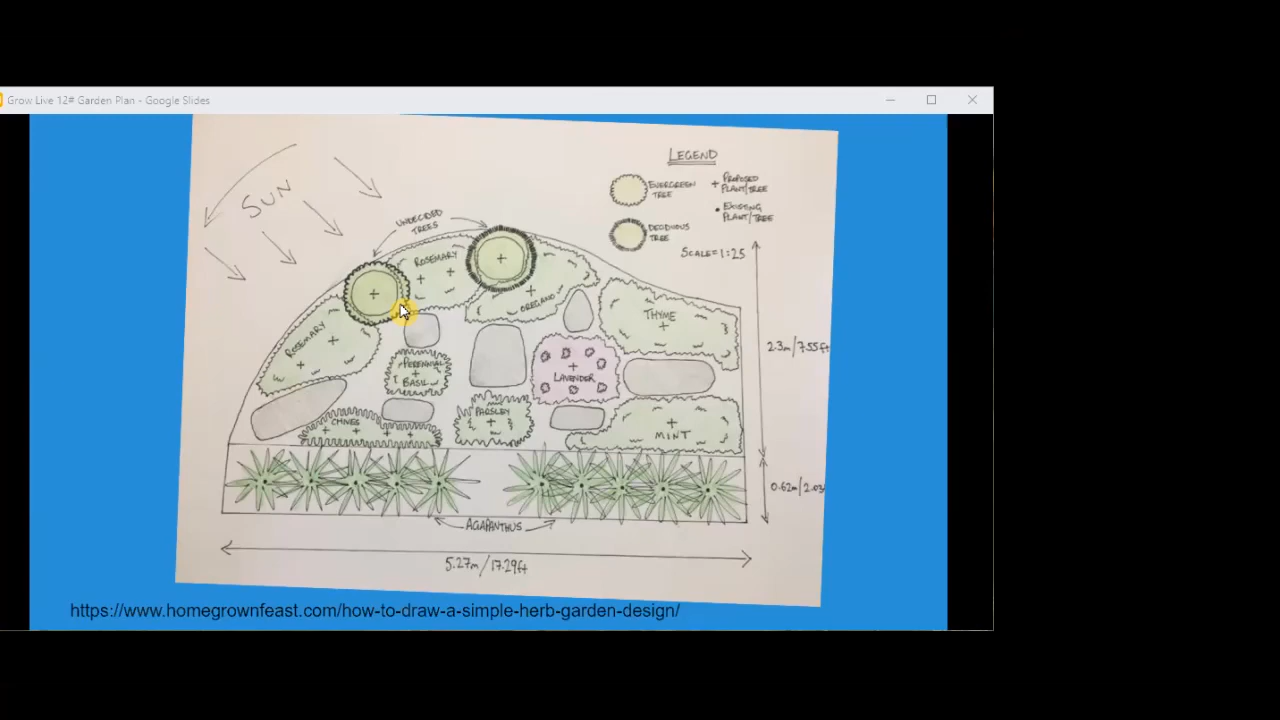 Grow Live 12# Garden Plan - Google Slides
LEGEND
EVERGREEN
TREE
+ PROPOSED
PLANT/TREE
• EXISTING
PLANT/TREE
DECIDUOUS
TREE
SCALE=1:25
SUN
UNDECIDED
TREES
ROSEMARY
OREGANO
THYME
ROSEMARY
PERENNIAL
BASIL
LAVENDER
2.3m/7.55ft
CHIVES
PARSLEY
MINT
0.62m/2.03
AGAPANTHUS
5.27m/17.29ft
https://www.homegrownfeast.com/how-to-draw-a-simple-herb-garden-design/